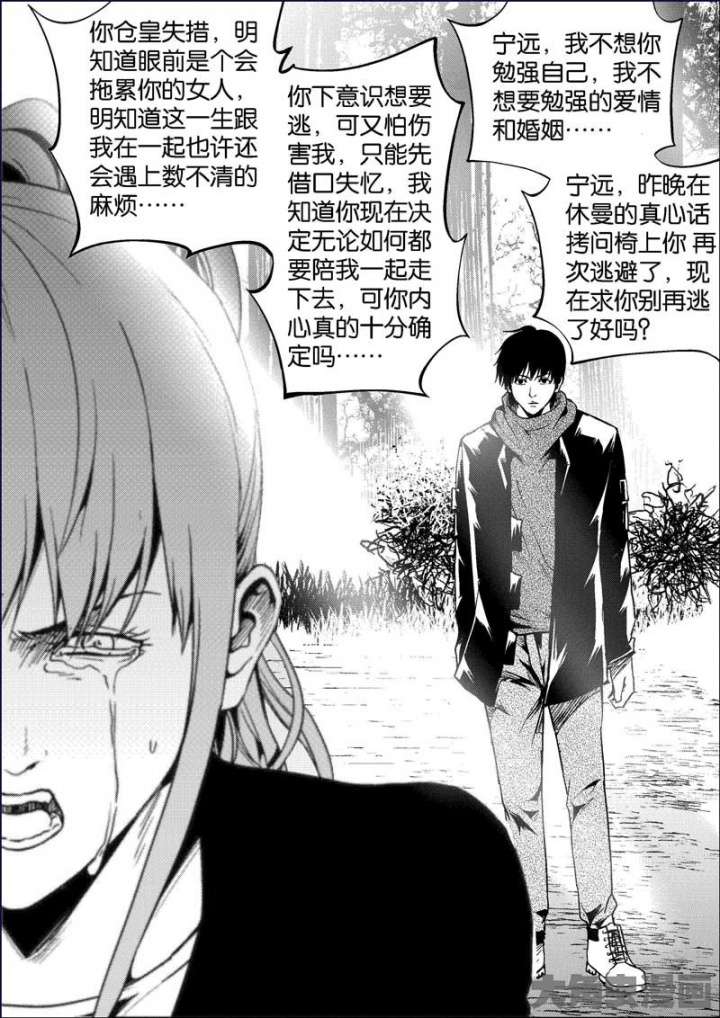 你仓皇失措，明
知道眼前是个会
拖累你的女人，
明知道这一生跟
我在一起也许还
会遇上数不清的
麻烦……
你下意识想要
逃，可又怕伤
害我，只能先
借口失忆，我
知道你现在决
定无论如何都
要陪我一起走
下去，可你内
心真的十分确
定吗……
宁远，我不想你
勉强自己，我不
想要勉强的爱情
和婚姻……
宁远，昨晚在
休曼的真心话
拷问椅上你 再
次逃避了，现
在求你别再逃
了好吗？
大角虫漫画